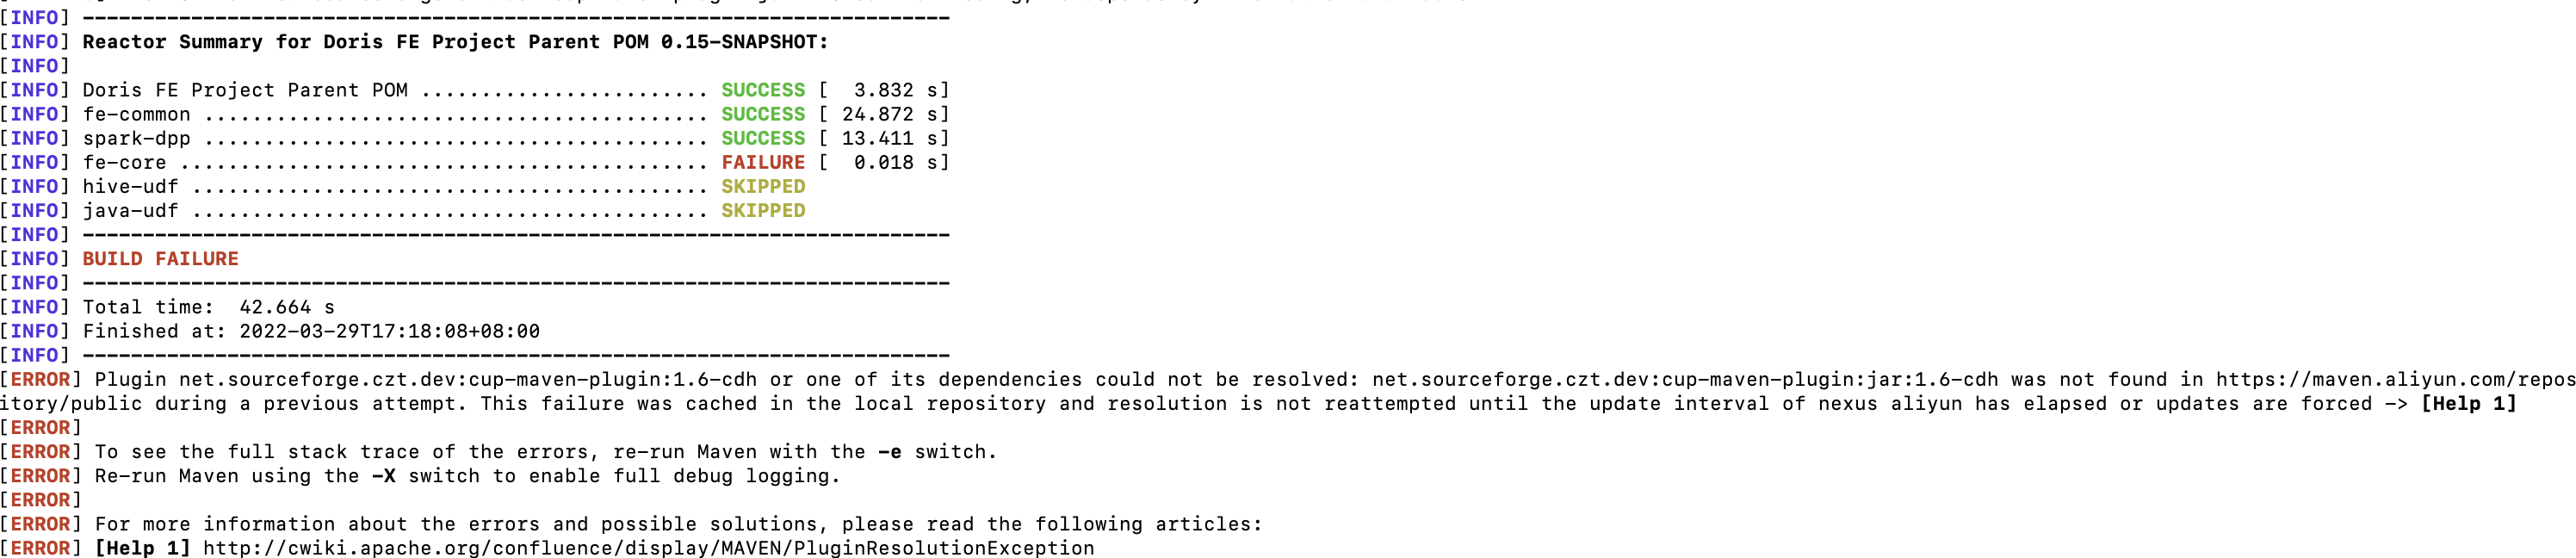 [INFO] ------------------------------------------------------------------------
[INFO] Reactor Summary for Doris FE Project Parent POM 0.15-SNAPSHOT:
[INFO]
[INFO] Doris FE Project Parent POM ........................ SUCCESS [  3.832 s]
[INFO] fe-common .......................................... SUCCESS [ 24.872 s]
[INFO] spark-dpp .......................................... SUCCESS [ 13.411 s]
[INFO] fe-core ............................................ FAILURE [  0.018 s]
[INFO] hive-udf ........................................... SKIPPED
[INFO] java-udf ........................................... SKIPPED
[INFO] ------------------------------------------------------------------------
[INFO] BUILD FAILURE
[INFO] ------------------------------------------------------------------------
[INFO] Total time:  42.664 s
[INFO] Finished at: 2022-03-29T17:18:08+08:00
[INFO] ------------------------------------------------------------------------
[ERROR] Plugin net.sourceforge.czt.dev:cup-maven-plugin:1.6-cdh or one of its dependencies could not be resolved: net.sourceforge.czt.dev:cup-maven-plugin:jar:1.6-cdh was not found in https://maven.aliyun.com/repos
itory/public during a previous attempt. This failure was cached in the local repository and resolution is not reattempted until the update interval of nexus aliyun has elapsed or updates are forced -> [Help 1]
[ERROR]
[ERROR] To see the full stack trace of the errors, re-run Maven with the -e switch.
[ERROR] Re-run Maven using the -X switch to enable full debug logging.
[ERROR]
[ERROR] For more information about the errors and possible solutions, please read the following articles:
[ERROR] [Help 1] http://cwiki.apache.org/confluence/display/MAVEN/PluginResolutionException